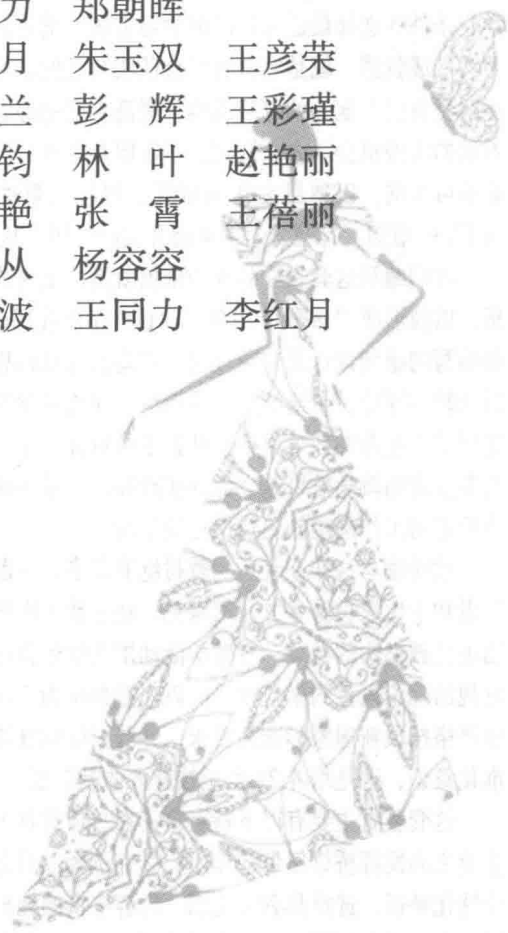 力 郑朝晖
月 朱玉双 王彦荣
兰 彭 辉 王彩瑾
钧 林 叶 赵艳丽
艳 张 霄 王蓓丽
从 杨容容
波 王同力 李红月